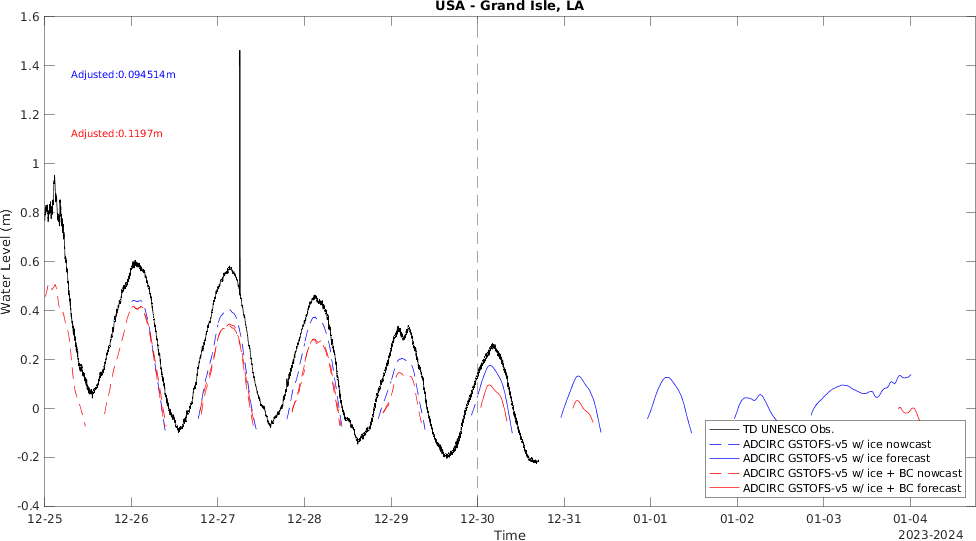 USA - Grand Isle, LA
1.6
1.4
1.2
1
0.8
0.6
0.4
0.2
0
-0.2
-0.4
Water Level (m)
Adjusted:0.094514m
Adjusted:0.1197m
TD UNESCO Obs.
ADCIRC GSTOFS-v5 w/ ice nowcast
ADCIRC GSTOFS-v5 w/ ice forecast
ADCIRC GSTOFS-v5 w/ ice + BC nowcast
ADCIRC GSTOFS-v5 w/ ice + BC forecast
12-25 12-26 12-27 12-28 12-29 12-30 12-31 01-01 01-02 01-03 01-04
Time
2023-2024